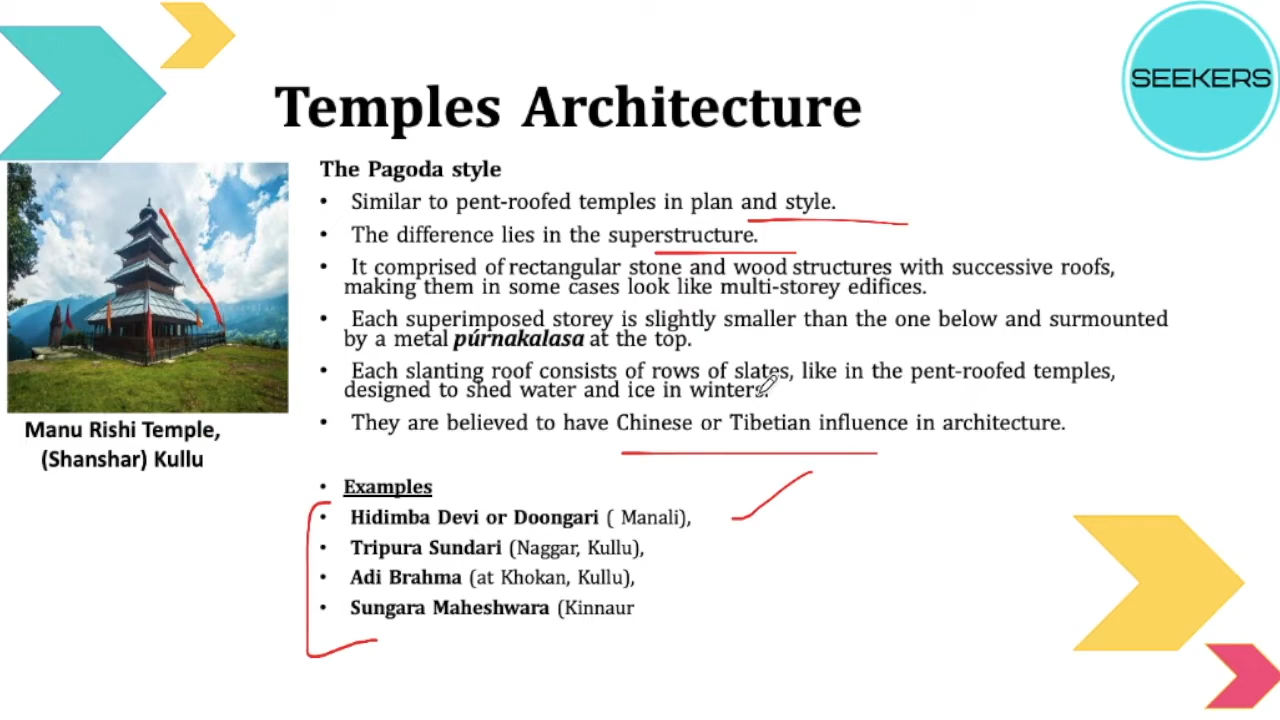 SEEKERS
Temples Architecture
The Pagoda style
• Similar to pent-roofed temples in plan and style.
• The difference lies in the superstructure.
• It comprised of rectangular stone and wood structures with successive roofs,
making them in some cases look like multi-storey edifices.
• Each superimposed storey is slightly smaller than the one below and surmounted
by a metal púrnakalasa at the top.
• Each slanting roof consists of rows of slates, like in the pent-roofed temples,
designed to shed water and ice in winters.
• They are believed to have Chinese or Tibetian influence in architecture.
Manu Rishi Temple,
(Shanshar) Kullu
• Examples
• Hidimba Devi or Doongari ( Manali),
• Tripura Sundari (Naggar, Kullu),
• Adi Brahma (at Khokan, Kullu),
• Sungara Maheshwara (Kinnaur